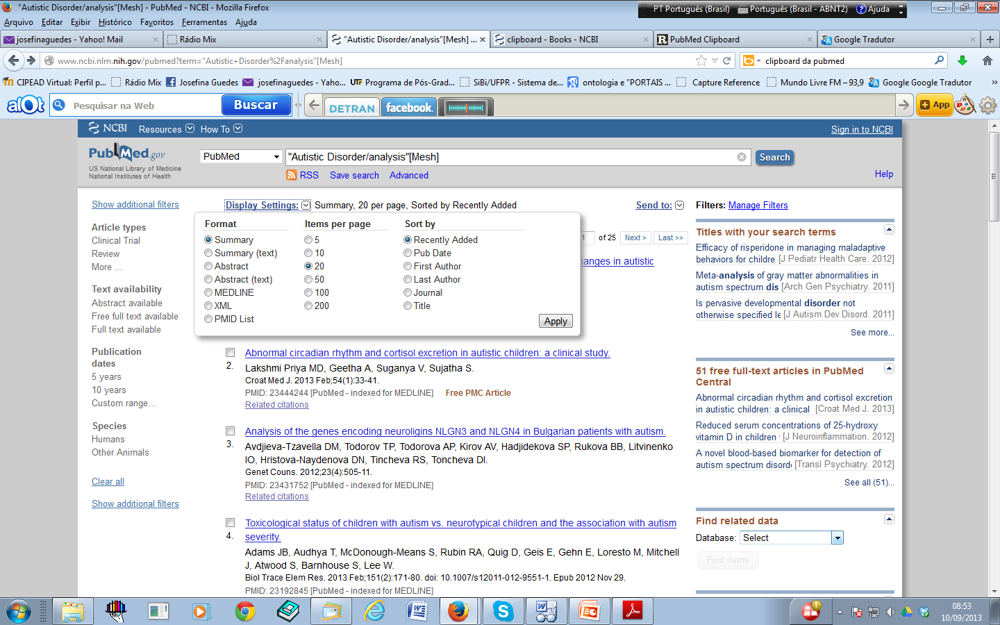 "Autistic Disorder/analysis"[Mesh] - PubMed - NCBI - Mozilla Firefox
PT Português (Brasil) Português (Brasil - ABNT2) Ajuda
Arquivo Editar Exibir Histórico Favoritos Ferramentas Ajuda
josefinaguedes - Yahoo! Mail × Rádio Mix × "Autistic Disorder/analysis"[Mesh] ... × clipboard - Books - NCBI × PubMed Clipboard × Google Tradutor × +
www.ncbi.nlm.nih.gov/pubmed?term="Autistic+Disorder%2Fanalysis"[Mesh] clipboard da pubmed
CIPEAD Virtual: Perfil p... Rádio Mix Josefina Guedes josefinaguedes - Yaho... UTF Programa de Pós-Grad... SiBi/UFPR - Sistema de... ontologia e "PORTAIS ... Capture Reference Mundo Livre FM – 93,9 Google Google Tradutor »
alot Pesquisar na Web Buscar DETRAN facebook. App
NCBI Resources How To Sign in to NCBI
PubMed.gov
US National Library of Medicine
National Institutes of Health
PubMed "Autistic Disorder/analysis"[Mesh] Search
RSS Save search Advanced Help
Show additional filters
Article types
Clinical Trial
Review
More ...
Text availability
Abstract available
Free full text available
Full text available
Publication
dates
5 years
10 years
Custom range...
Species
Humans
Other Animals
Clear all
Show additional filters
Display Settings: Summary, 20 per page, Sorted by Recently Added Send to:
Format
Summary
Summary (text)
Abstract
Abstract (text)
MEDLINE
XML
PMID List
Items per page
5
10
20
50
100
200
Sort by
Recently Added
Pub Date
First Author
Last Author
Journal
Title
Apply
1 of 25 Next > Last >>
anges in autistic
Abnormal circadian rhythm and cortisol excretion in autistic children: a clinical study.
2. Lakshmi Priya MD, Geetha A, Suganya V, Sujatha S.
Croat Med J. 2013 Feb;54(1):33-41.
PMID: 23444244 [PubMed - indexed for MEDLINE] Free PMC Article
Related citations
Analysis of the genes encoding neuroligins NLGN3 and NLGN4 in Bulgarian patients with autism.
3. Avdjieva-Tzavella DM, Todorov TP, Todorova AP, Kirov AV, Hadjidekova SP, Rukova BB, Litvinenko
IO, Hristova-Naydenova DN, Tincheva RS, Toncheva DI.
Genet Couns. 2012;23(4):505-11.
PMID: 23431752 [PubMed - indexed for MEDLINE]
Related citations
Toxicological status of children with autism vs. neurotypical children and the association with autism
4. severity.
Adams JB, Audhya T, McDonough-Means S, Rubin RA, Quig D, Geis E, Gehn E, Loresto M, Mitchell
J, Atwood S, Barnhouse S, Lee W.
Biol Trace Elem Res. 2013 Feb;151(2):171-80. doi: 10.1007/s12011-012-9551-1. Epub 2012 Nov 29.
PMID: 23192845 [PubMed - indexed for MEDLINE]
Filters: Manage Filters
Titles with your search terms
Efficacy of risperidone in managing maladaptive
behaviors for childre [J Pediatr Health Care. 2012]
Meta-analysis of gray matter abnormalities in
autism spectrum dis [Arch Gen Psychiatry. 2011]
Is pervasive developmental disorder not
otherwise specified le [J Autism Dev Disord. 2011]
See more...
51 free full-text articles in PubMed
Central
Abnormal circadian rhythm and cortisol excretion
in autistic children: a clinical [Croat Med J. 2013]
Reduced serum concentrations of 25-hydroxy
vitamin D in children [J Neuroinflammation. 2012]
A novel blood-based biomarker for detection of
autism spectrum disord [Transl Psychiatry. 2012]
See all (51)...
Find related data
Database: Select
Find items
08:53
10/09/2013